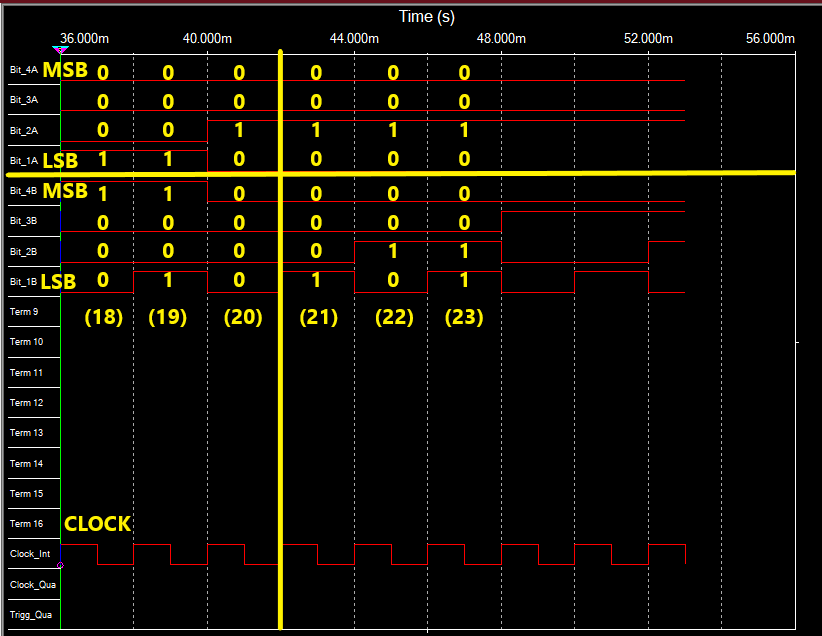 Time (s)
36.000m 40.000m 44.000m 48.000m 52.000m 56.000m
Bit_4A MSB 0 0 0 0 0 0
Bit_3A 0 0 0 0 0 0
Bit_2A 0 0 1 1 1 1
Bit_1A LSB 1 1 0 0 0 0
Bit_4B MSB 1 1 0 0 0 0
Bit_3B 0 0 0 0 0 0
Bit_2B 0 0 0 0 1 1
Bit_1B LSB 0 1 0 1 0 1
Term 9 (18) (19) (20) (21) (22) (23)
Term 10
Term 11
Term 12
Term 13
Term 14
Term 15
Term 16 CLOCK
Clock_Int
Clock_Qua
Trigg_Qua